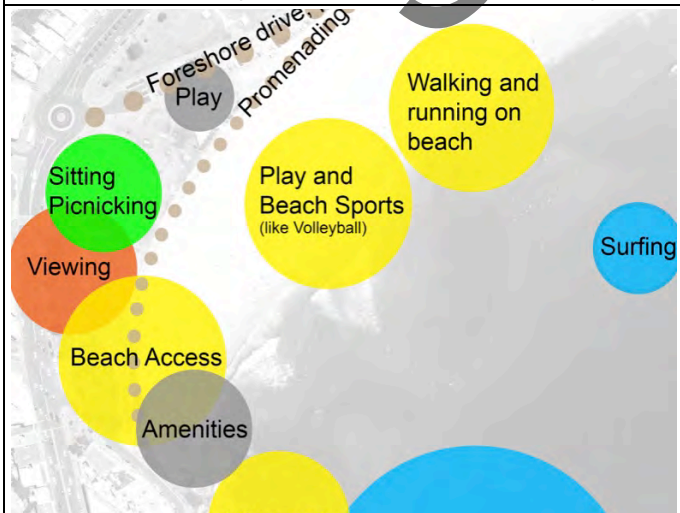 Foreshore drive,
Promenading
Play
Walking and
running on
beach
Sitting
Picnicking
Play and
Beach Sports
(like Volleyball)
Surfing
Viewing
Beach Access
Amenities